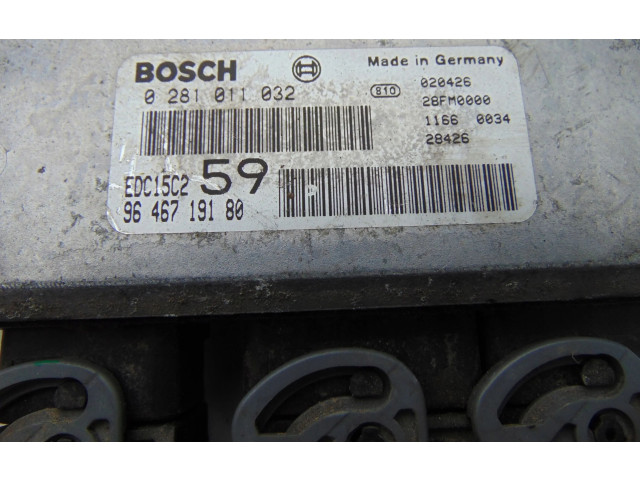 BOSCH
Made in Germany
0 281 011 032
810
020426
28FM0000
1166 0034
28426
EDC15C2 59
96 467 191 80